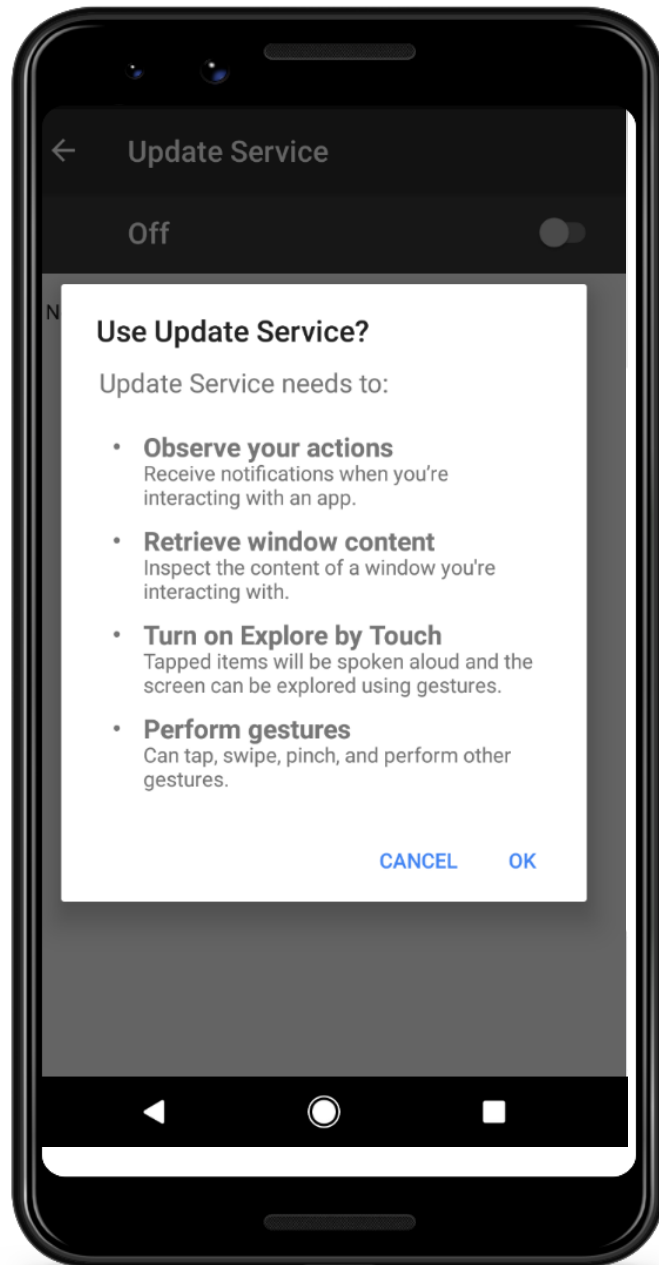 Update Service
Off
N
Use Update Service?
Update Service needs to:
• Observe your actions
Receive notifications when you’re
interacting with an app.
• Retrieve window content
Inspect the content of a window you're
interacting with.
• Turn on Explore by Touch
Tapped items will be spoken aloud and the
screen can be explored using gestures.
• Perform gestures
Can tap, swipe, pinch, and perform other
gestures.
CANCEL OK